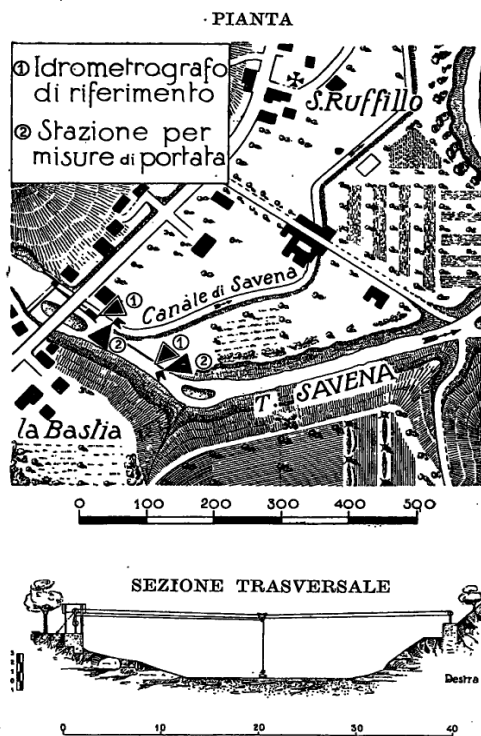 PIANTA
① Idrometrografo
di riferimento
② Stazione per
misure di portata
S. Ruffillo
Canale di Savena
①
②
①
②
T. SAVENA
la Bastia
0 100 200 300 400 500
SEZIONE TRASVERSALE
Destra
0 10 20 30 40